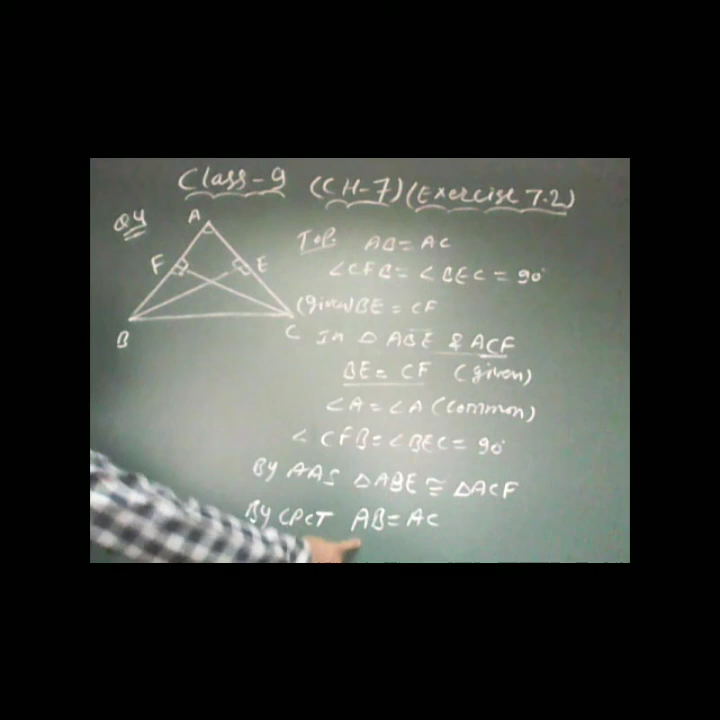 Class-9 (CH-7) (Exercise 7.2)
Q4
A
F E
B C
T.P. AB = AC
∠CFB = ∠BEC = 90°
(given) BE = CF
In △ ABE & ACF
BE = CF (given)
∠A = ∠A (common)
∠CFB = ∠BEC = 90°
By AAS △ABE ≅ △ACF
By CPCT AB = AC